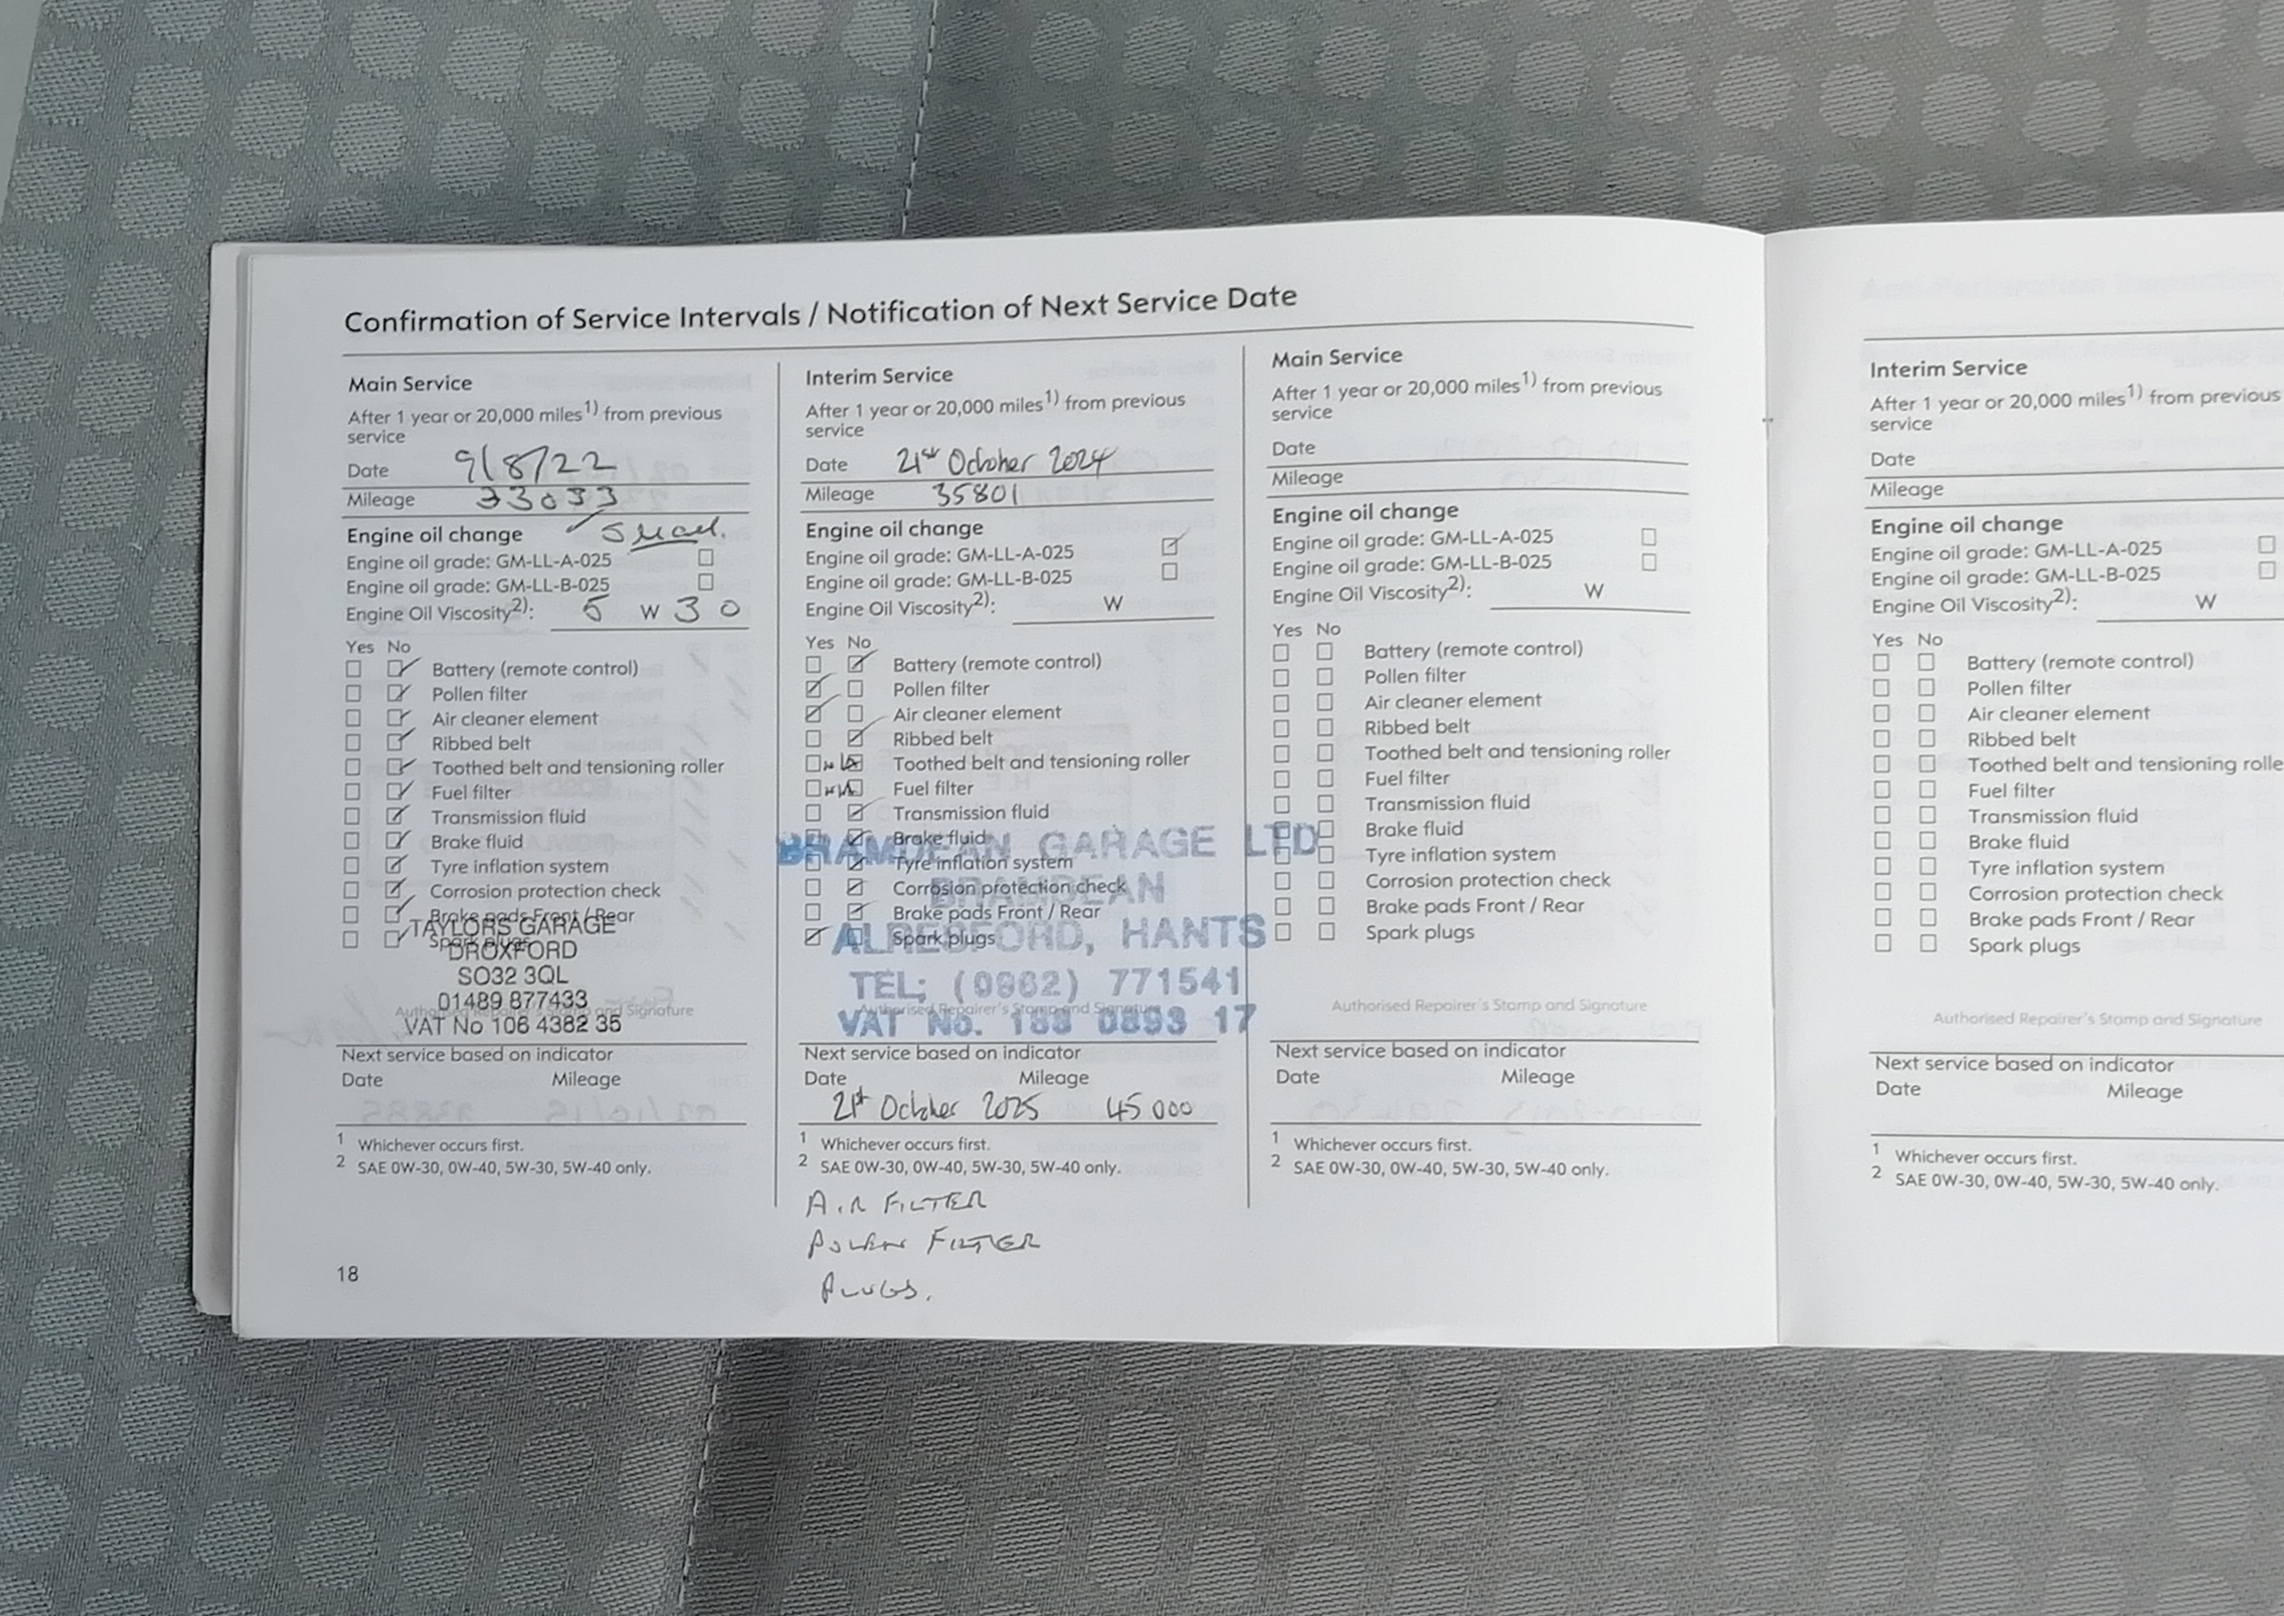 Confirmation of Service Intervals / Notification of Next Service Date
Main Service
After 1 year or 20,000 miles1) from previous
service
Date 9/8/22
Mileage 33033
Engine oil change ✓ Small.
Engine oil grade: GM-LL-A-025
Engine oil grade: GM-LL-B-025
Engine Oil Viscosity2): 5 W 30
Yes No
Battery (remote control)
Pollen filter
Air cleaner element
Ribbed belt
Toothed belt and tensioning roller
Fuel filter
Transmission fluid
Brake fluid
Tyre inflation system
Corrosion protection check
Brake pads Front / Rear
Spark plugs
TAYLORS GARAGE
DROXFORD
SO32 3QL
01489 877433
Authorised Repairer's Stamp and Signature
VAT No 106 4382 35
Next service based on indicator
Date Mileage
1 Whichever occurs first.
2 SAE 0W-30, 0W-40, 5W-30, 5W-40 only.
18
Interim Service
After 1 year or 20,000 miles1) from previous
service
Date 21st October 2024
Mileage 35801
Engine oil change
Engine oil grade: GM-LL-A-025
Engine oil grade: GM-LL-B-025
Engine Oil Viscosity2): W
Yes No
Battery (remote control)
Pollen filter
Air cleaner element
Ribbed belt
N/A Toothed belt and tensioning roller
N/A Fuel filter
Transmission fluid
Brake fluid
Tyre inflation system
Corrosion protection check
Brake pads Front / Rear
Spark plugs
BRAMDEAN GARAGE LTD
BRAMDEAN
ALRESFORD, HANTS
TEL; (0962) 771541
Authorised Repairer's Stamp and Signature
VAT No. 188 0893 17
Next service based on indicator
Date Mileage
21st October 2025 45000
1 Whichever occurs first.
2 SAE 0W-30, 0W-40, 5W-30, 5W-40 only.
AIR FILTER
POLLEN FILTER
PLUGS.
Main Service
After 1 year or 20,000 miles1) from previous
service
Date
Mileage
Engine oil change
Engine oil grade: GM-LL-A-025
Engine oil grade: GM-LL-B-025
Engine Oil Viscosity2): W
Yes No
Battery (remote control)
Pollen filter
Air cleaner element
Ribbed belt
Toothed belt and tensioning roller
Fuel filter
Transmission fluid
Brake fluid
Tyre inflation system
Corrosion protection check
Brake pads Front / Rear
Spark plugs
Authorised Repairer's Stamp and Signature
Next service based on indicator
Date Mileage
1 Whichever occurs first.
2 SAE 0W-30, 0W-40, 5W-30, 5W-40 only.
Interim Service
After 1 year or 20,000 miles1) from previous
service
Date
Mileage
Engine oil change
Engine oil grade: GM-LL-A-025
Engine oil grade: GM-LL-B-025
Engine Oil Viscosity2): W
Yes No
Battery (remote control)
Pollen filter
Air cleaner element
Ribbed belt
Toothed belt and tensioning rolle
Fuel filter
Transmission fluid
Brake fluid
Tyre inflation system
Corrosion protection check
Brake pads Front / Rear
Spark plugs
Authorised Repairer's Stamp and Signature
Next service based on indicator
Date Mileage
1 Whichever occurs first.
2 SAE 0W-30, 0W-40, 5W-30, 5W-40 only.